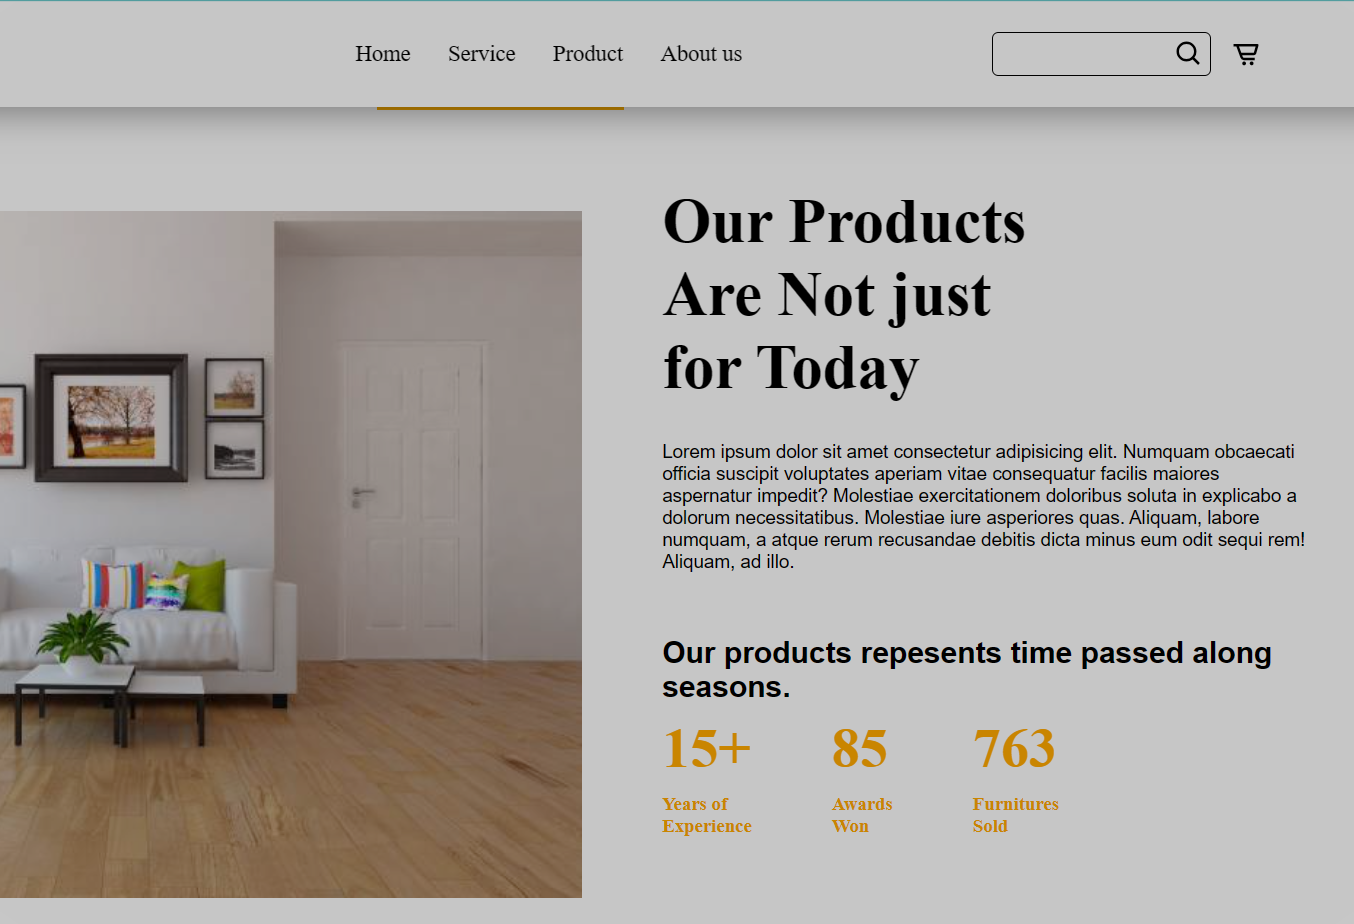 Home Service Product About us
Our Products
Are Not just
for Today
Lorem ipsum dolor sit amet consectetur adipisicing elit. Numquam obcaecati
officia suscipit voluptates aperiam vitae consequatur facilis maiores
aspernatur impedit? Molestiae exercitationem doloribus soluta in explicabo a
dolorum necessitatibus. Molestiae iure asperiores quas. Aliquam, labore
numquam, a atque rerum recusandae debitis dicta minus eum odit sequi rem!
Aliquam, ad illo.
Our products repesents time passed along
seasons.
15+ 85 763
Years of Awards Furnitures
Experience Won Sold